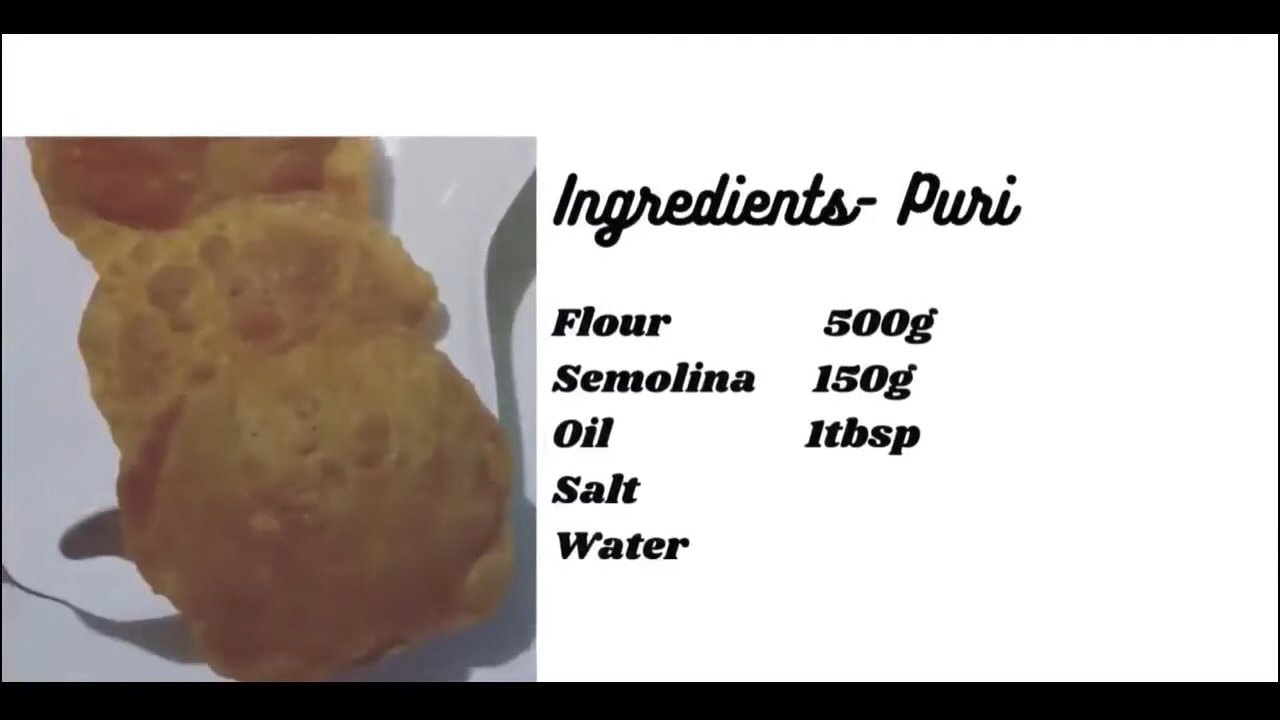 Ingredients- Puri
Flour 500g
Semolina 150g
Oil 1tbsp
Salt
Water